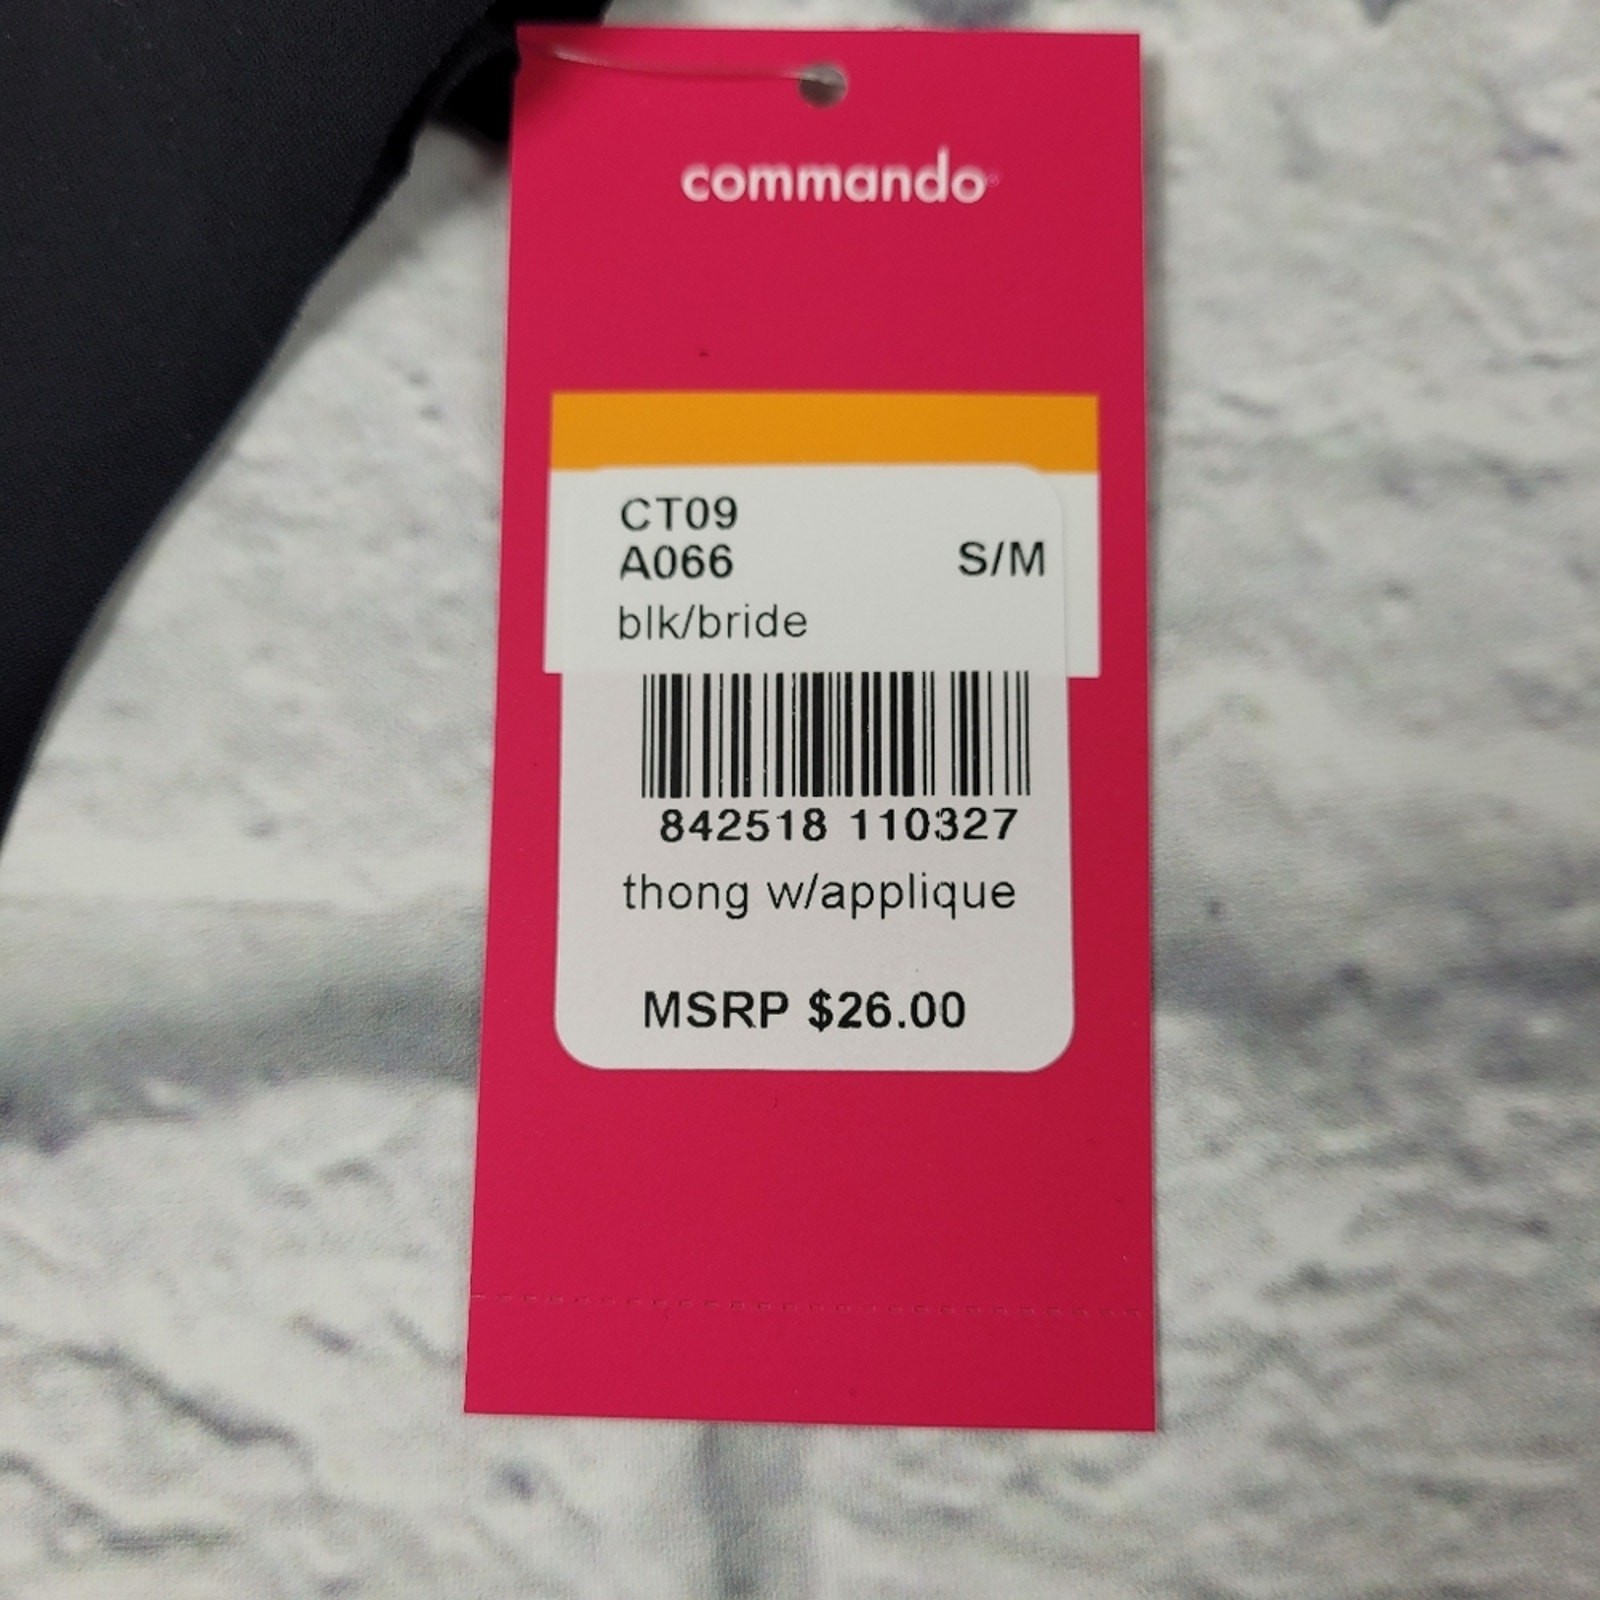 commando
CT09
A066 S/M
blk/bride
842518 110327
thong w/applique
MSRP $26.00